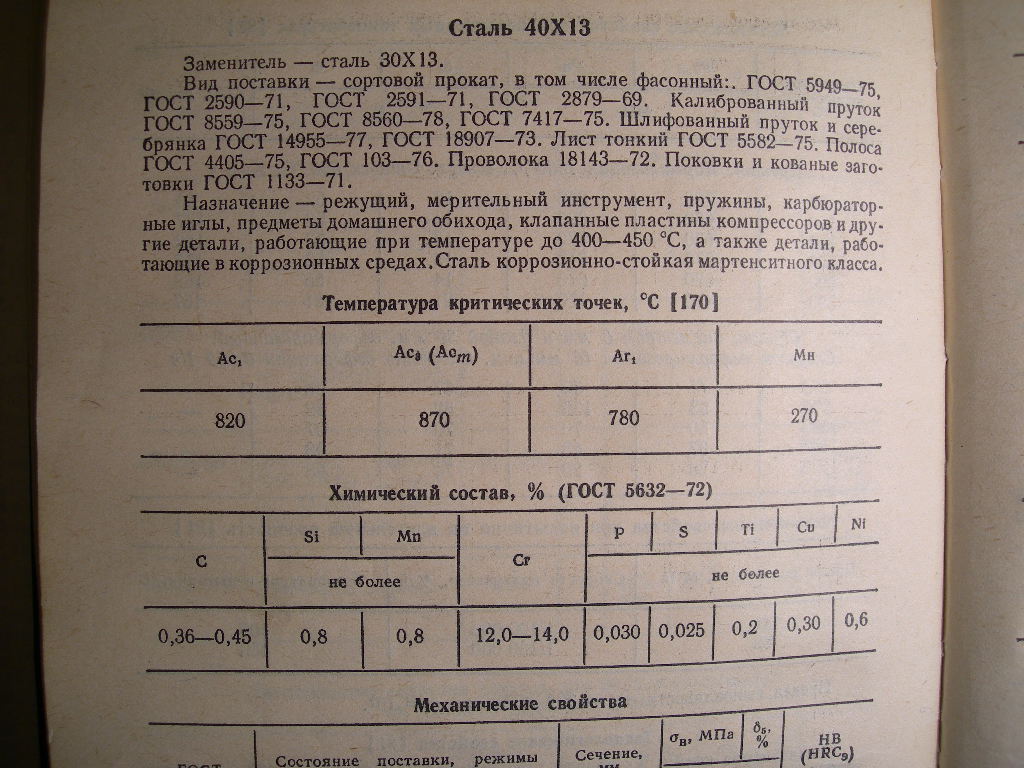 Сталь 40Х13
Заменитель — сталь 30Х13.
Вид поставки — сортовой прокат, в том числе фасонный:. ГОСТ 5949—75,
ГОСТ 2590—71, ГОСТ 2591—71, ГОСТ 2879—69. Калиброванный пруток
ГОСТ 8559—75, ГОСТ 8560—78, ГОСТ 7417—75. Шлифованный пруток и сере-
брянка ГОСТ 14955—77, ГОСТ 18907—73. Лист тонкий ГОСТ 5582—75. Полоса
ГОСТ 4405—75, ГОСТ 103—76. Проволока 18143—72. Поковки и кованые заго-
товки ГОСТ 1133—71.
Назначение — режущий, мерительный инструмент, пружины, карбюратор-
ные иглы, предметы домашнего обихода, клапанные пластины компрессоров и дру-
гие детали, работающие при температуре до 400—450 °С, а также детали, рабо-
тающие в коррозионных средах. Сталь коррозионно-стойкая мартенситного класса.
Температура критических точек, °С [170]
Ac₁ Ac₃ (Acm) Ar₁ Мн
820 870 780 270
Химический состав, % (ГОСТ 5632—72)
C Si Mn Cr P S Ti Cu Ni
не более не более
0,36—0,45 0,8 0,8 12,0—14,0 0,030 0,025 0,2 0,30 0,6
Механические свойства
ГОСТ Состояние поставки, режимы Сечение, σв, МПа δ₅, % НВ
мм (HRCэ)